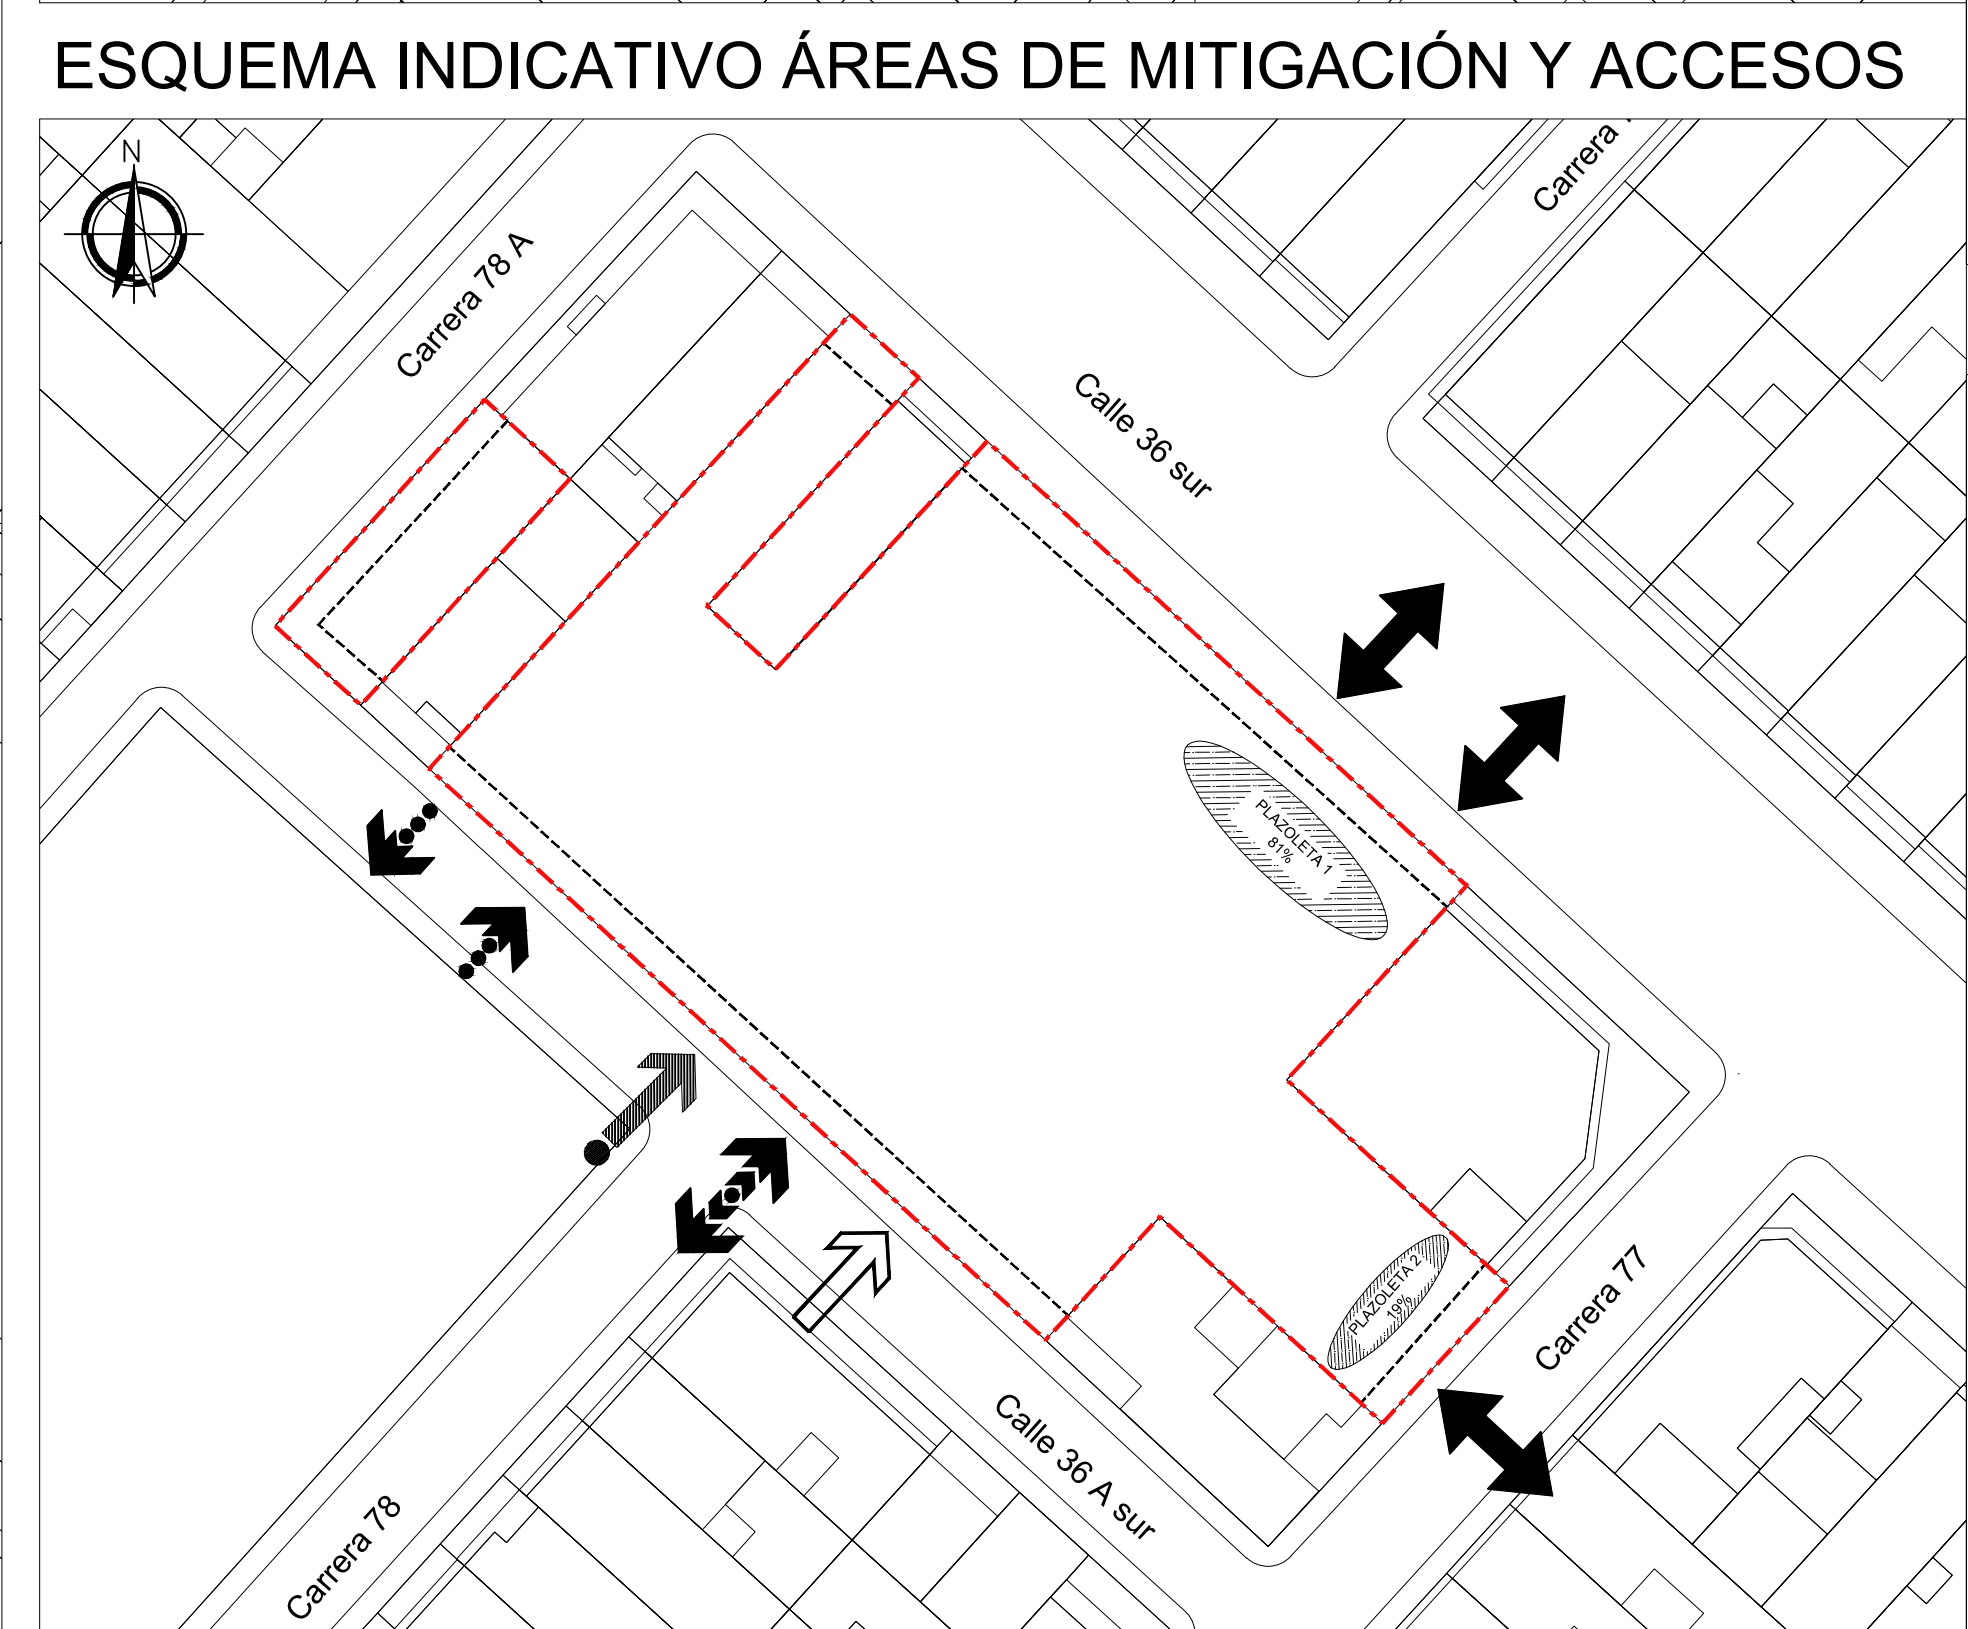 ESQUEMA INDICATIVO ÁREAS DE MITIGACIÓN Y ACCESOS
N
Carrera
Carrera 78 A
Calle 36 sur
PLAZOLETA 1
81%
PLAZOLETA 2
19%
Carrera 77
Calle 36 A sur
Carrera 78